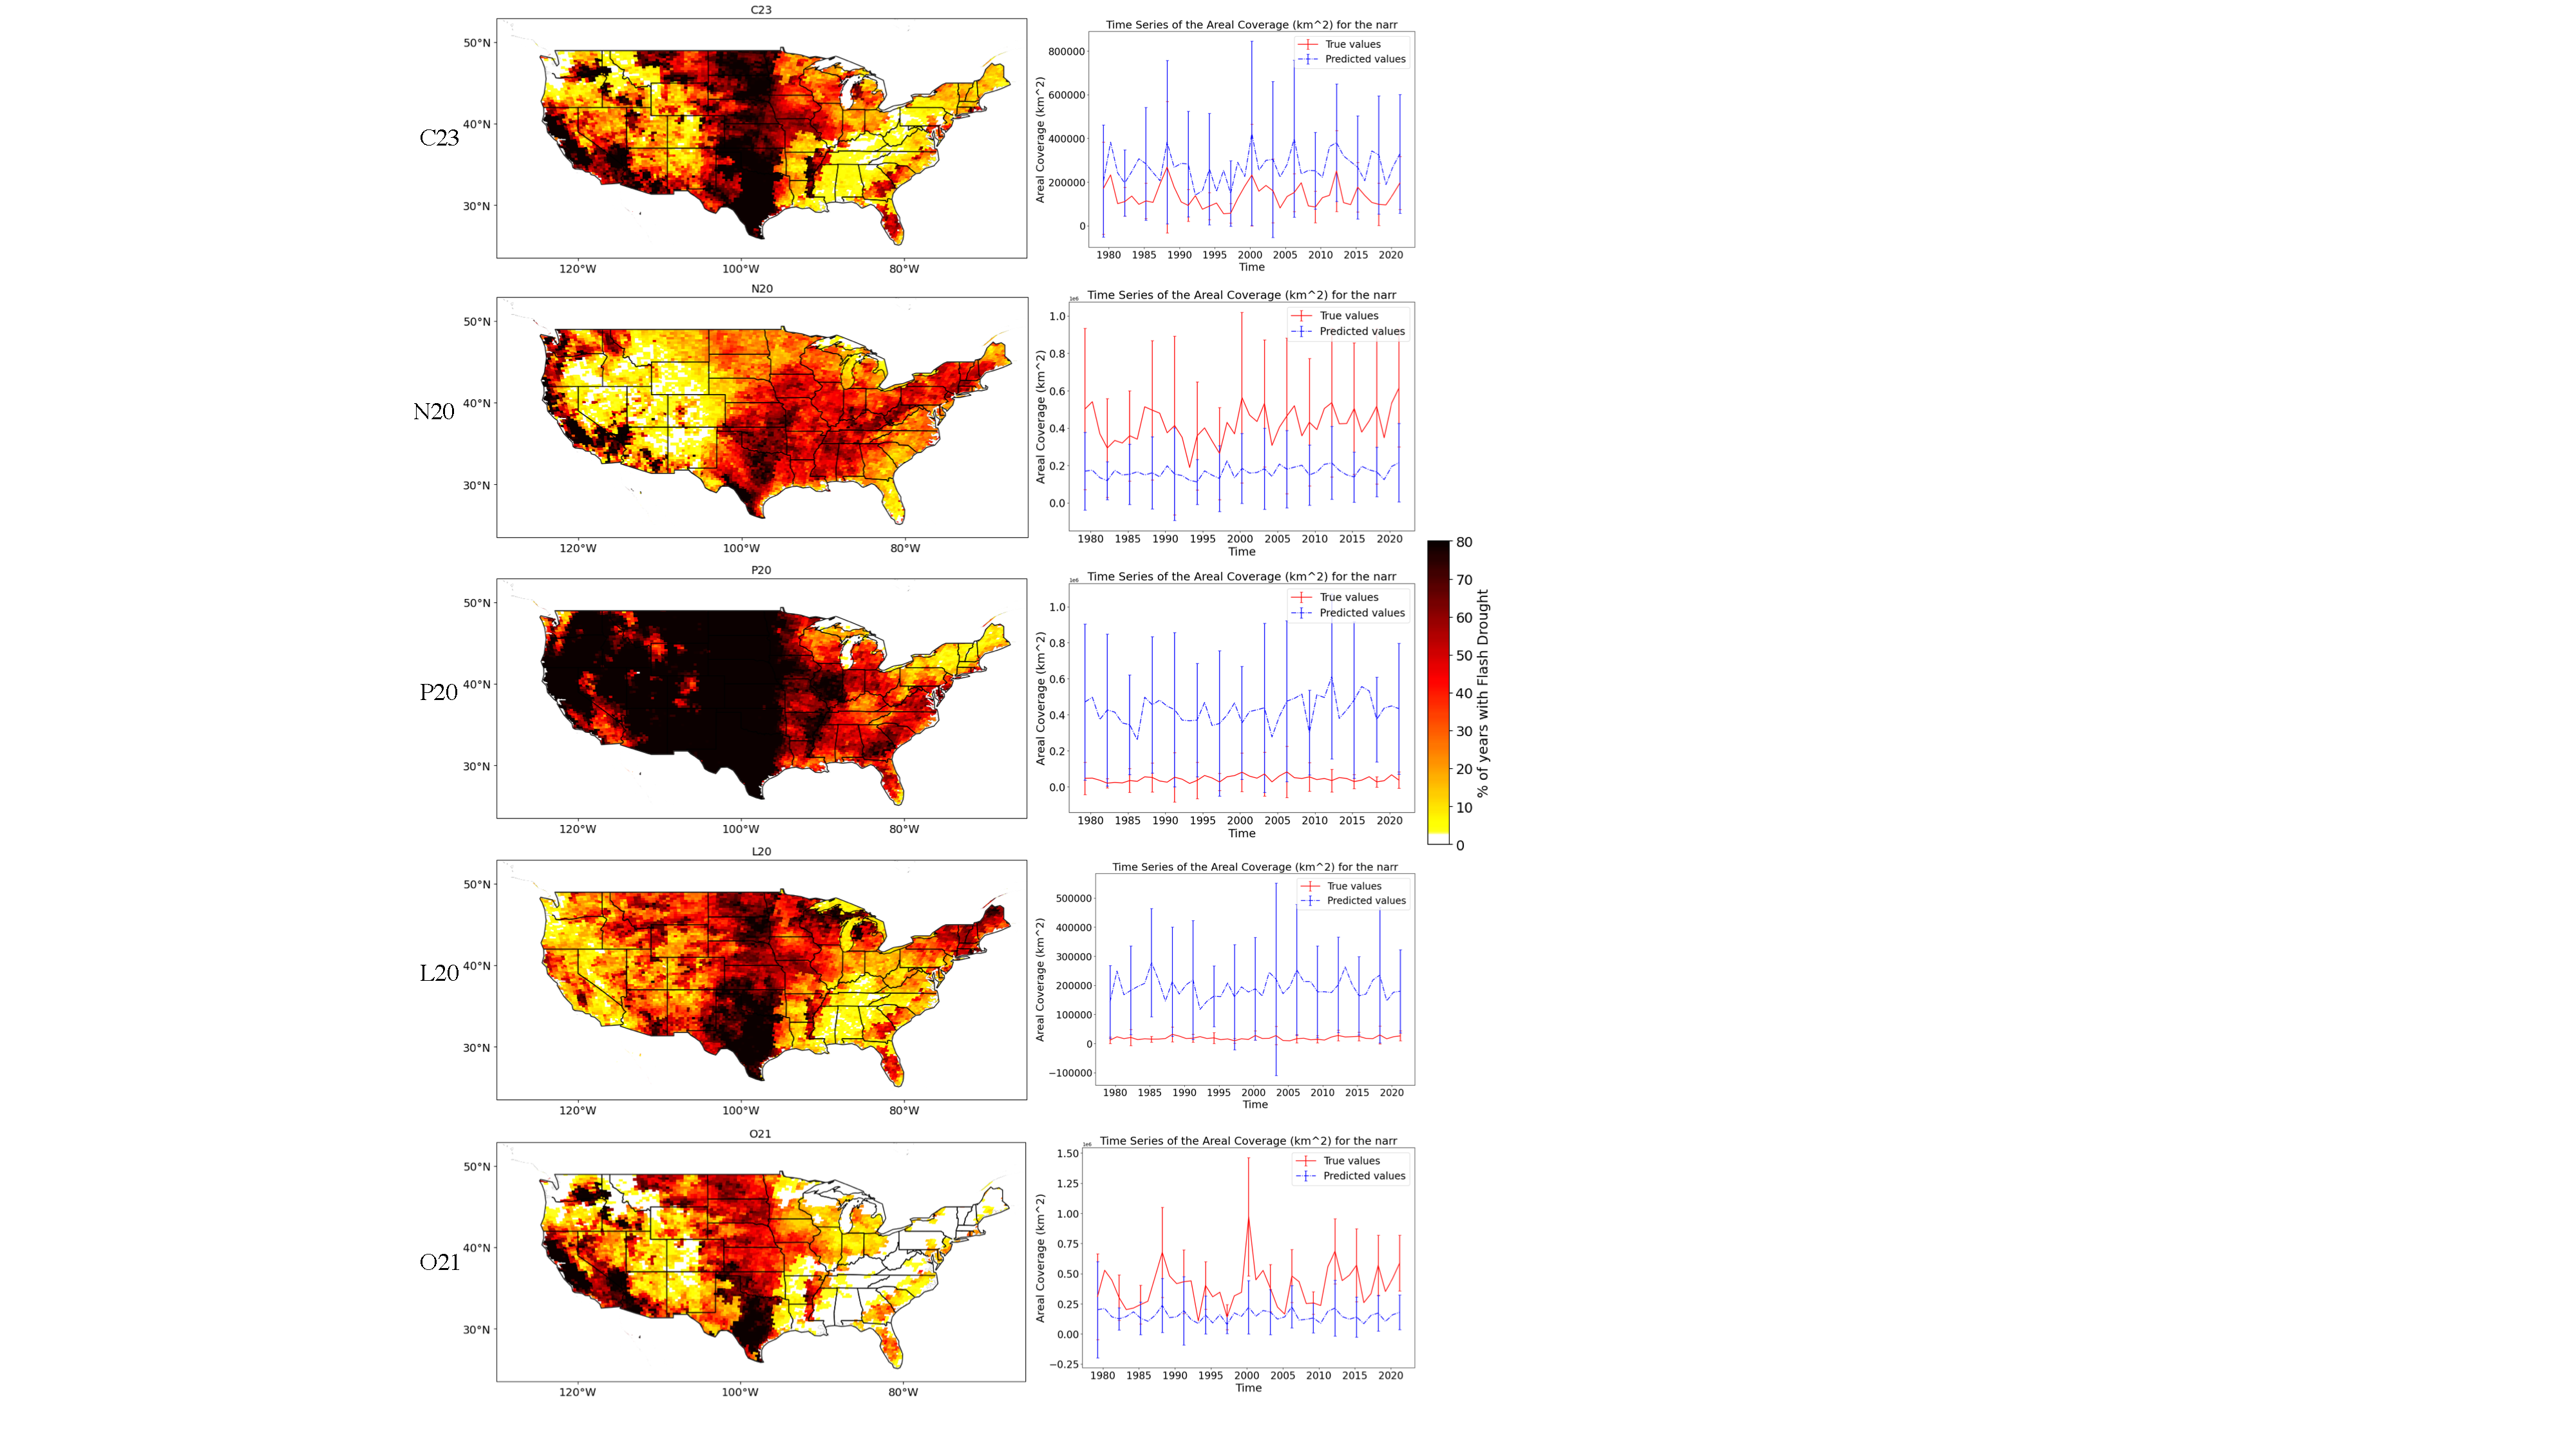 C23
C23
50°N
40°N
30°N
120°W 100°W 80°W
Time Series of the Areal Coverage (km^2) for the narr
True values
Predicted values
Areal Coverage (km^2)
800000
600000
400000
200000
0
1980 1985 1990 1995 2000 2005 2010 2015 2020
Time
N20
N20
50°N
40°N
30°N
120°W 100°W 80°W
1e6
Time Series of the Areal Coverage (km^2) for the narr
True values
Predicted values
Areal Coverage (km^2)
1.0
0.8
0.6
0.4
0.2
0.0
1980 1985 1990 1995 2000 2005 2010 2015 2020
Time
P20
P20
50°N
40°N
30°N
120°W 100°W 80°W
1e6
Time Series of the Areal Coverage (km^2) for the narr
True values
Predicted values
Areal Coverage (km^2)
1.0
0.8
0.6
0.4
0.2
0.0
1980 1985 1990 1995 2000 2005 2010 2015 2020
Time
80
70
60
50
40
30
20
10
0
% of years with Flash Drought
L20
L20
50°N
40°N
30°N
120°W 100°W 80°W
Time Series of the Areal Coverage (km^2) for the narr
True values
Predicted values
Areal Coverage (km^2)
500000
400000
300000
200000
100000
0
−100000
1980 1985 1990 1995 2000 2005 2010 2015 2020
Time
O21
O21
50°N
40°N
30°N
120°W 100°W 80°W
1e6
Time Series of the Areal Coverage (km^2) for the narr
True values
Predicted values
Areal Coverage (km^2)
1.50
1.25
1.00
0.75
0.50
0.25
0.00
−0.25
1980 1985 1990 1995 2000 2005 2010 2015 2020
Time